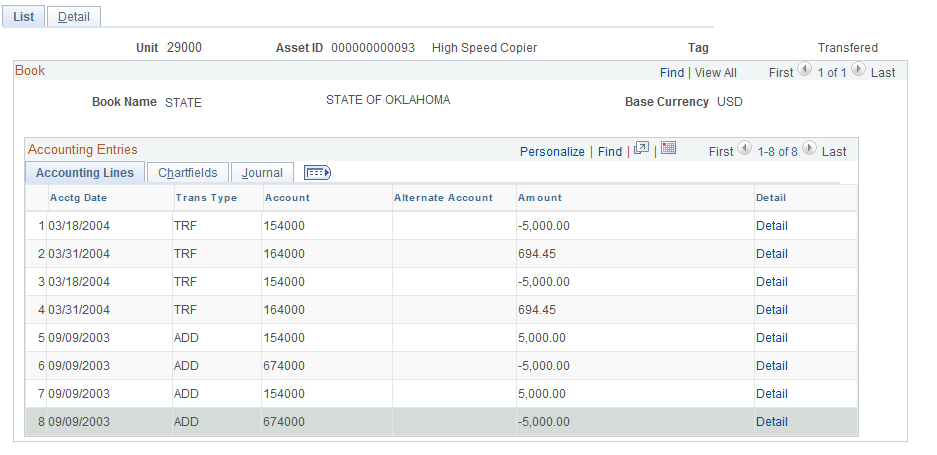 List Detail
Unit 29000 Asset ID 000000000093 High Speed Copier Tag Transfered
Book Find | View All First 1 of 1 Last
Book Name STATE STATE OF OKLAHOMA Base Currency USD
Accounting Entries Personalize | Find | | First 1-8 of 8 Last
Accounting Lines Chartfields Journal
Acctg Date Trans Type Account Alternate Account Amount Detail
1 03/18/2004 TRF 154000 -5,000.00 Detail
2 03/31/2004 TRF 164000 694.45 Detail
3 03/18/2004 TRF 154000 -5,000.00 Detail
4 03/31/2004 TRF 164000 694.45 Detail
5 09/09/2003 ADD 154000 5,000.00 Detail
6 09/09/2003 ADD 674000 -5,000.00 Detail
7 09/09/2003 ADD 154000 5,000.00 Detail
8 09/09/2003 ADD 674000 -5,000.00 Detail